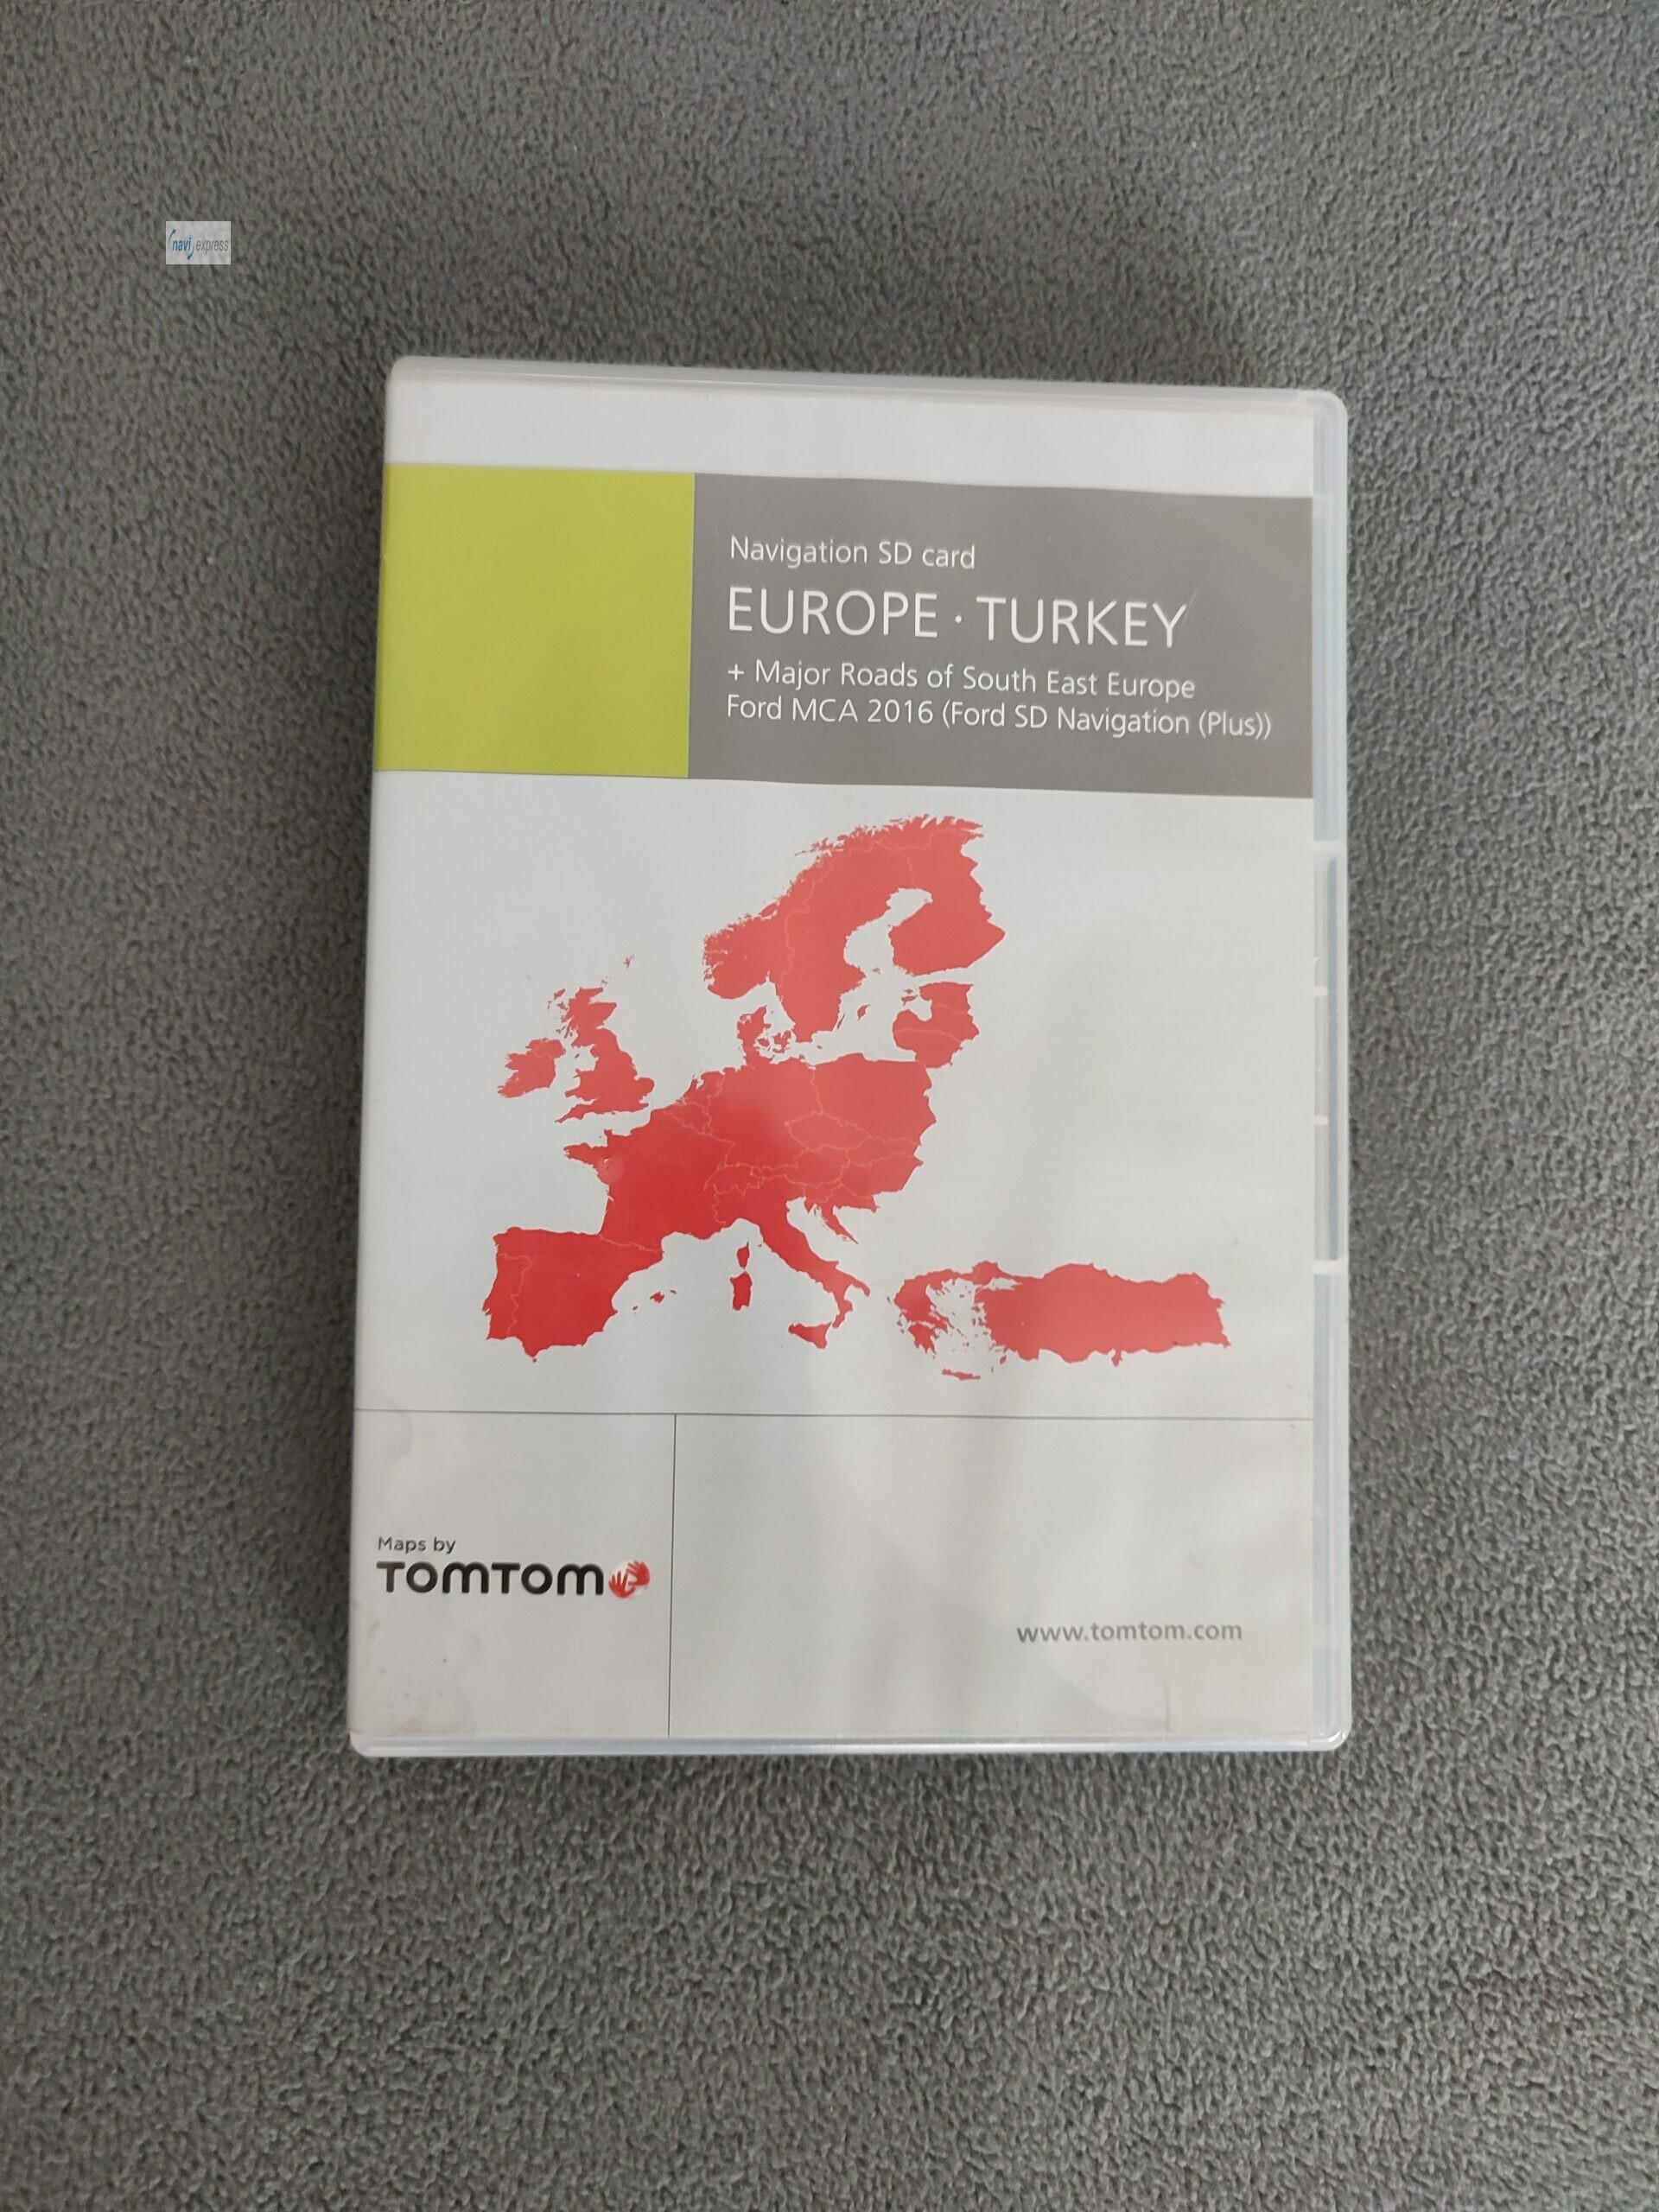 navi express
Navigation SD card
EUROPE · TURKEY
+ Major Roads of South East Europe
Ford MCA 2016 (Ford SD Navigation (Plus))
Maps by
TOMTOM
www.tomtom.com